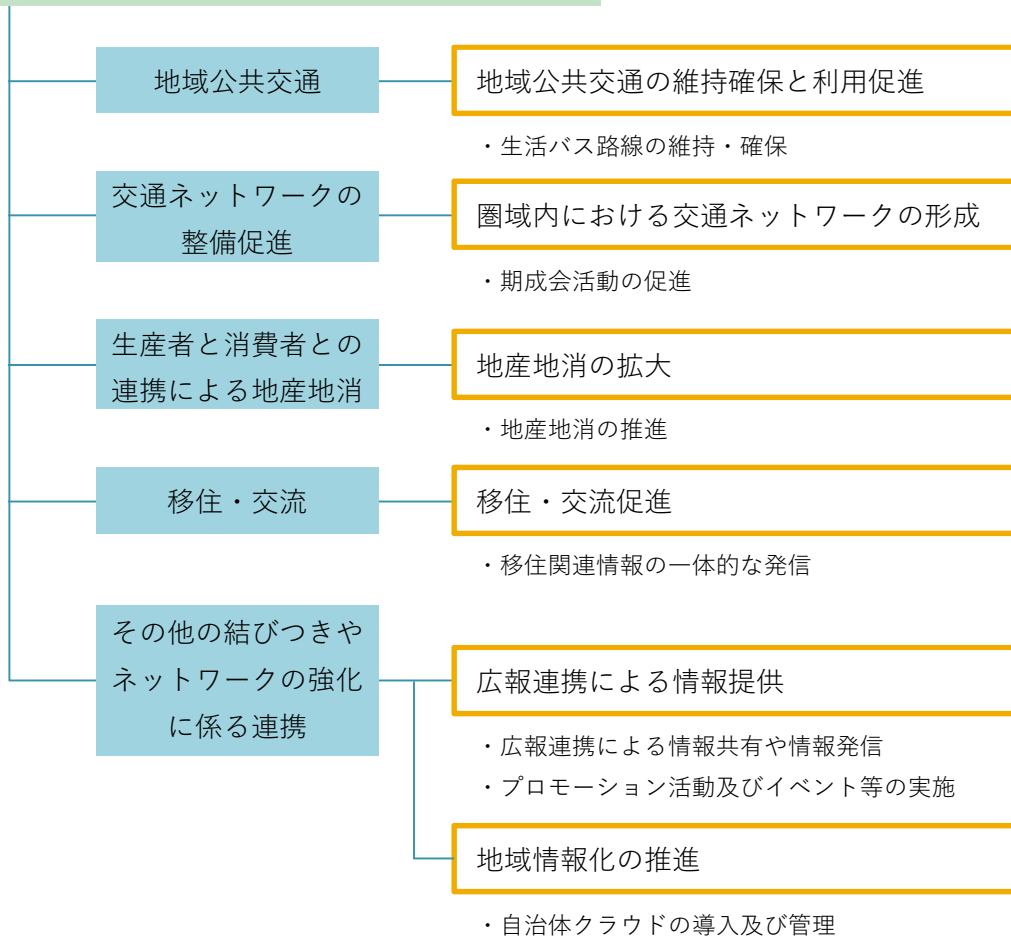 地域公共交通
地域公共交通の維持確保と利用促進
・生活バス路線の維持・確保
交通ネットワークの
整備促進
圏域内における交通ネットワークの形成
・期成会活動の促進
生産者と消費者との
連携による地産地消
地産地消の拡大
・地産地消の推進
移住・交流
移住・交流促進
・移住関連情報の一体的な発信
その他の結びつきや
ネットワークの強化
に係る連携
広報連携による情報提供
・広報連携による情報共有や情報発信
・プロモーション活動及びイベント等の実施
地域情報化の推進
・自治体クラウドの導入及び管理